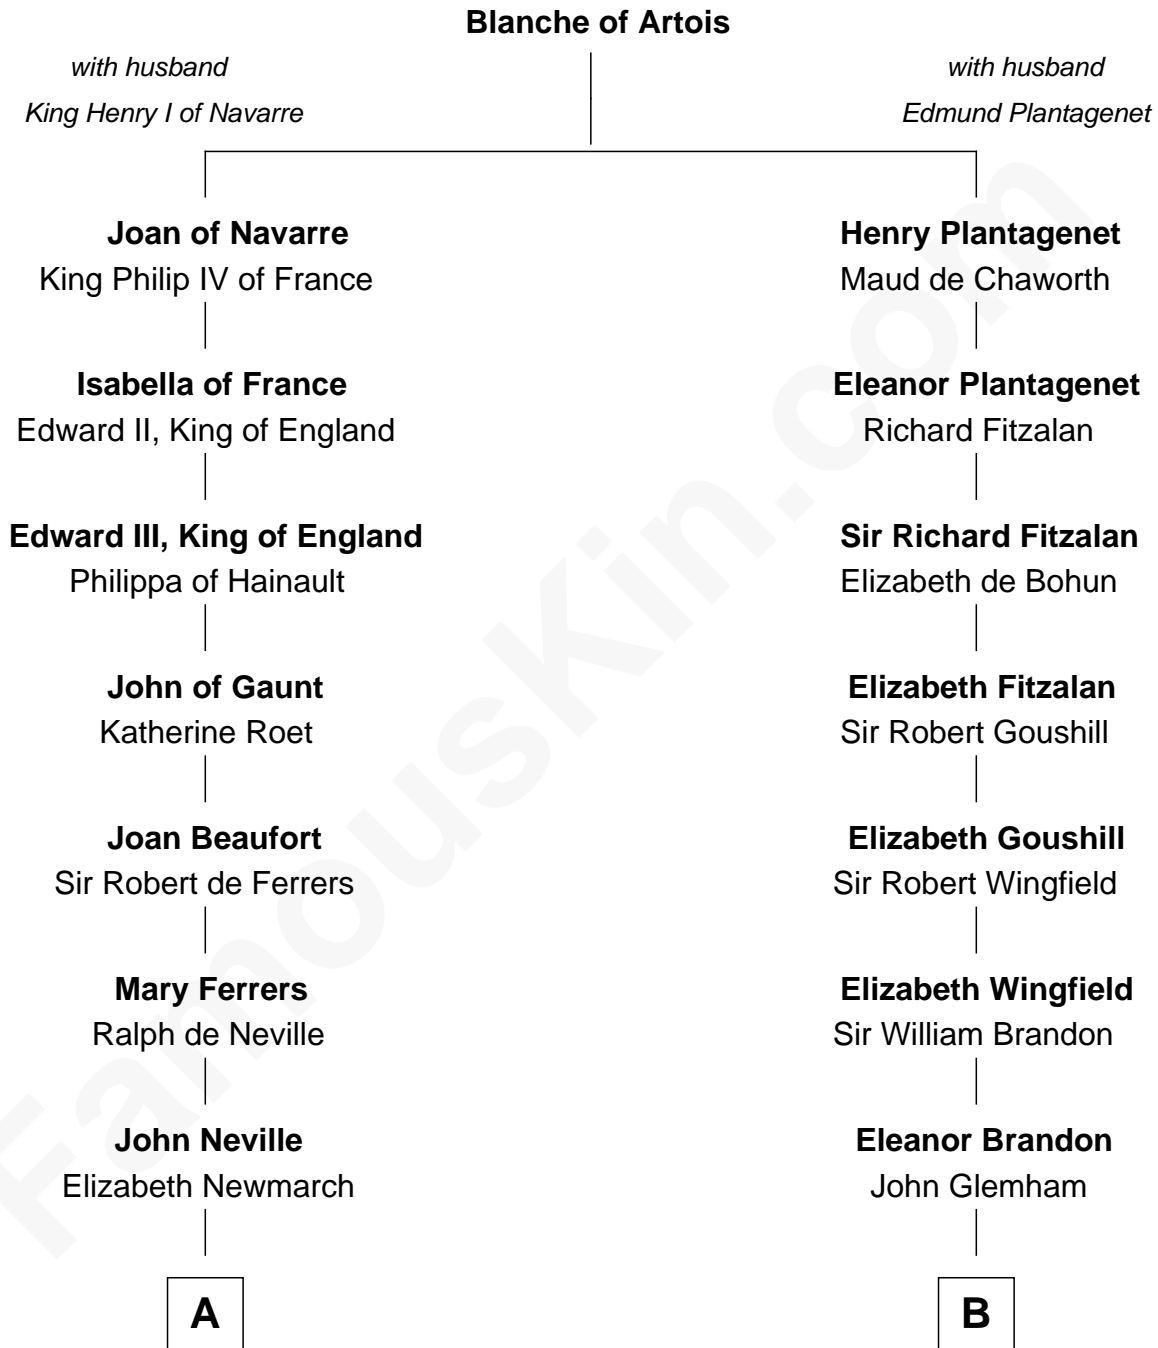 Blanche of Artois
with husband
King Henry I of Navarre
with husband
Edmund Plantagenet
Joan of Navarre
King Philip IV of France
Henry Plantagenet
Maud de Chaworth
Isabella of France
Edward II, King of England
Eleanor Plantagenet
Richard Fitzalan
Edward III, King of England
Philippa of Hainault
Sir Richard Fitzalan
Elizabeth de Bohun
John of Gaunt
Katherine Roet
Elizabeth Fitzalan
Sir Robert Goushill
Joan Beaufort
Sir Robert de Ferrers
Elizabeth Goushill
Sir Robert Wingfield
Mary Ferrers
Ralph de Neville
Elizabeth Wingfield
Sir William Brandon
John Neville
Elizabeth Newmarch
Eleanor Brandon
John Glemham
A
B
FamousKin.com